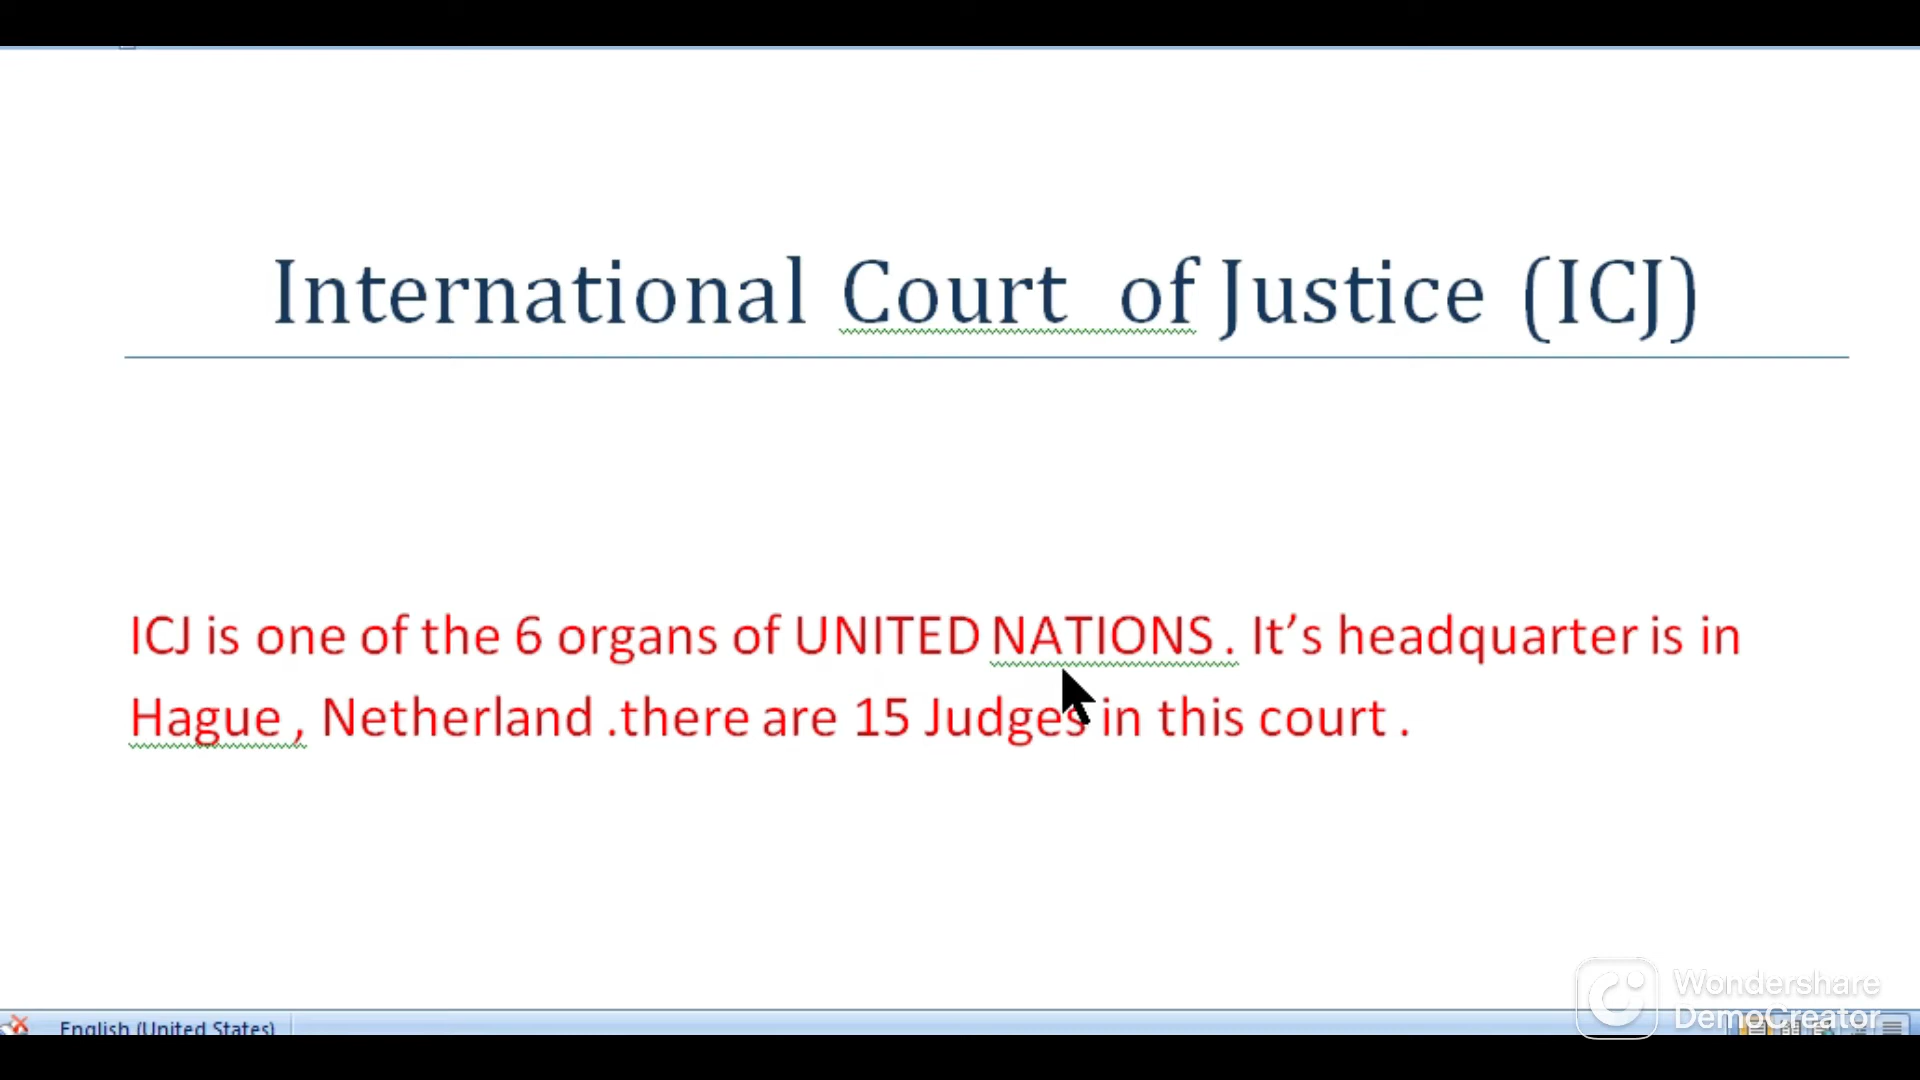 International Court  of Justice (ICJ)
ICJ is one of the 6 organs of UNITED NATIONS . It’s headquarter is in
Hague , Netherland .there are 15 Judges in this court .
Wondershare
DemoCreator
English (United States)